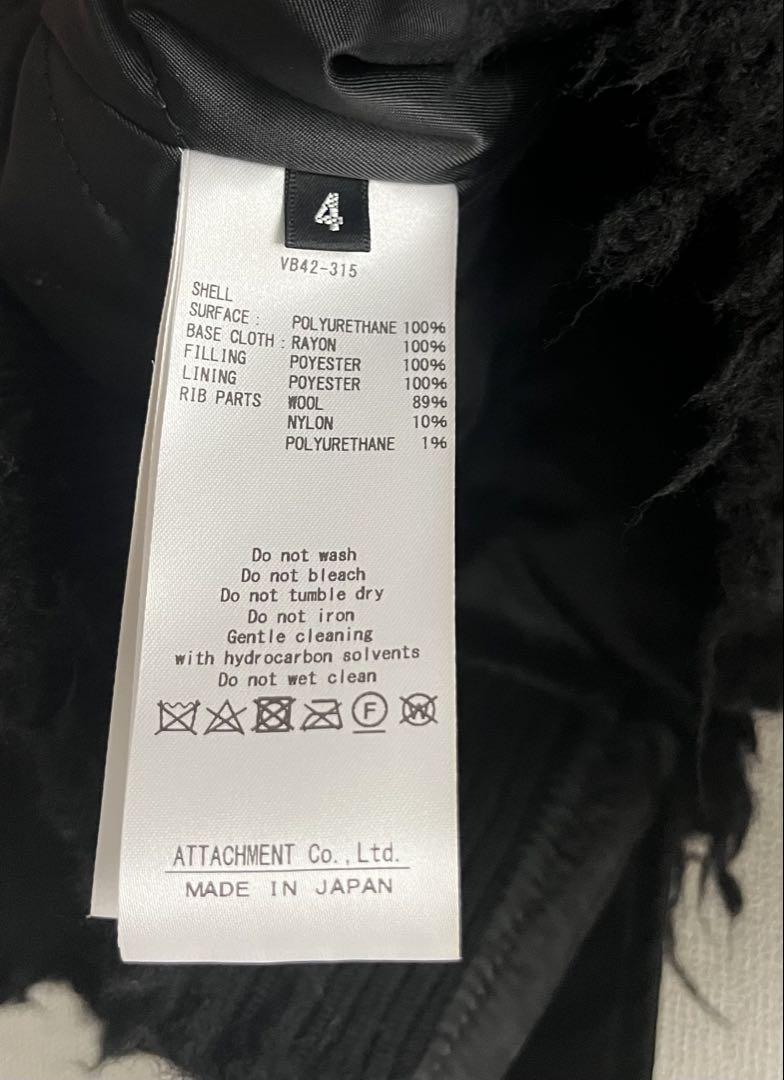 4
VB42-315
SHELL
SURFACE : POLYURETHANE 100%
BASE CLOTH : RAYON 100%
FILLING POYESTER 100%
LINING POYESTER 100%
RIB PARTS WOOL 89%
NYLON 10%
POLYURETHANE 1%
Do not wash
Do not bleach
Do not tumble dry
Do not iron
Gentle cleaning
with hydrocarbon solvents
Do not wet clean
F W
ATTACHMENT Co.,Ltd.
MADE IN JAPAN